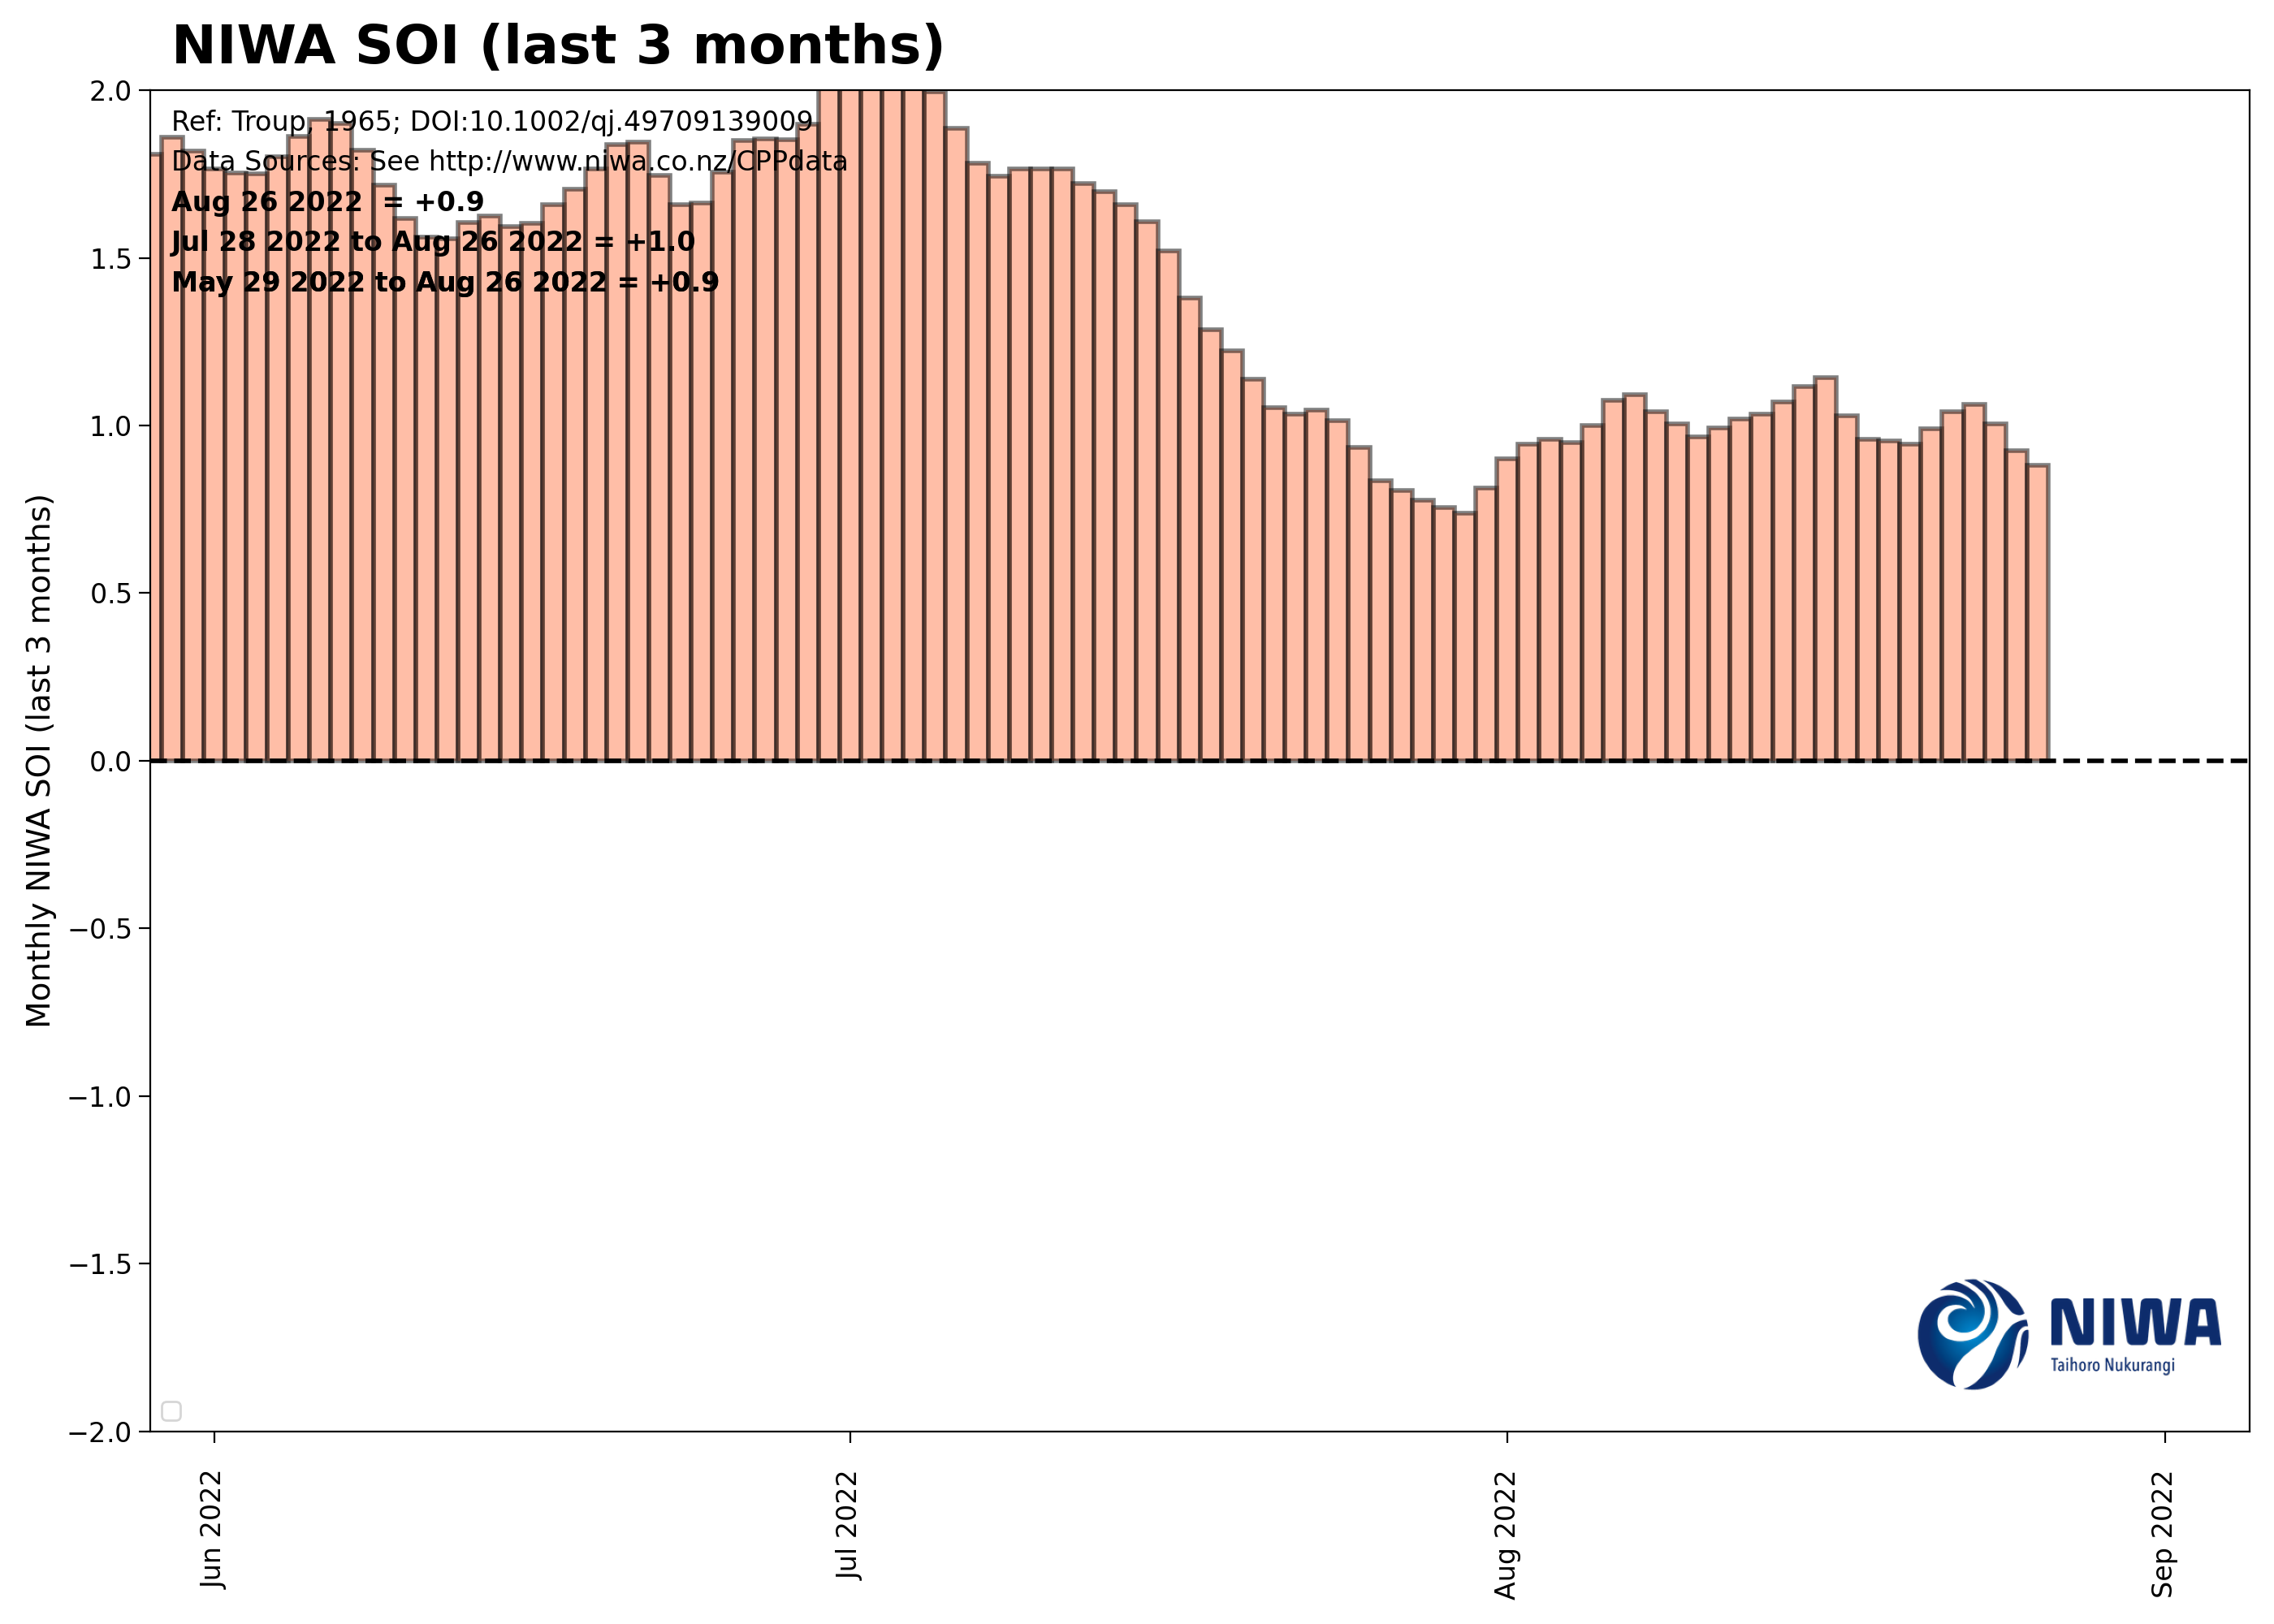 NIWA SOI (last 3 months)
Ref: Troup, 1965; DOI:10.1002/qj.49709139009
Data Sources: See http://www.niwa.co.nz/CPPdata
Aug 26 2022 = +0.9
Jul 28 2022 to Aug 26 2022 = +1.0
May 29 2022 to Aug 26 2022 = +0.9
Monthly NIWA SOI (last 3 months)
2.0
1.5
1.0
0.5
0.0
−0.5
−1.0
−1.5
−2.0
NIWA
Taihoro Nukurangi
Jun 2022
Jul 2022
Aug 2022
Sep 2022